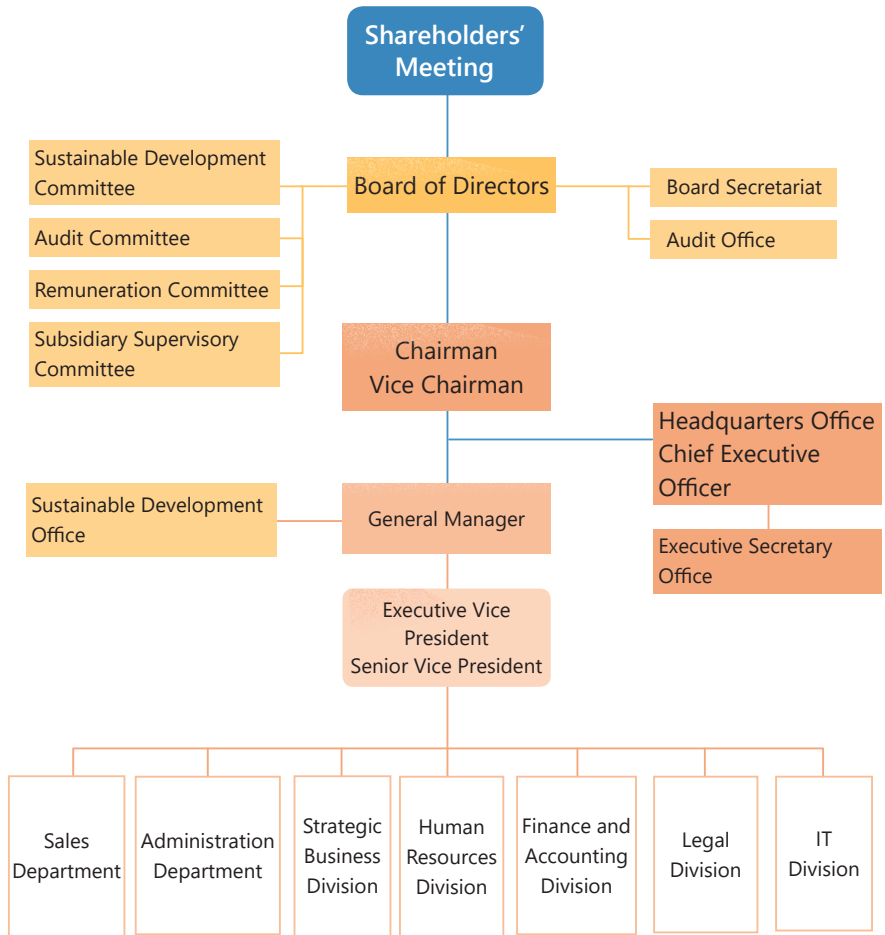 Shareholders’
Meeting
Sustainable Development
Committee
Board of Directors
Board Secretariat
Audit Committee
Audit Office
Remuneration Committee
Subsidiary Supervisory
Committee
Chairman
Vice Chairman
Headquarters Office
Chief Executive
Officer
Sustainable Development
Office
General Manager
Executive Secretary
Office
Executive Vice
President
Senior Vice President
Sales
Department
Administration
Department
Strategic
Business
Division
Human
Resources
Division
Finance and
Accounting
Division
Legal
Division
IT
Division